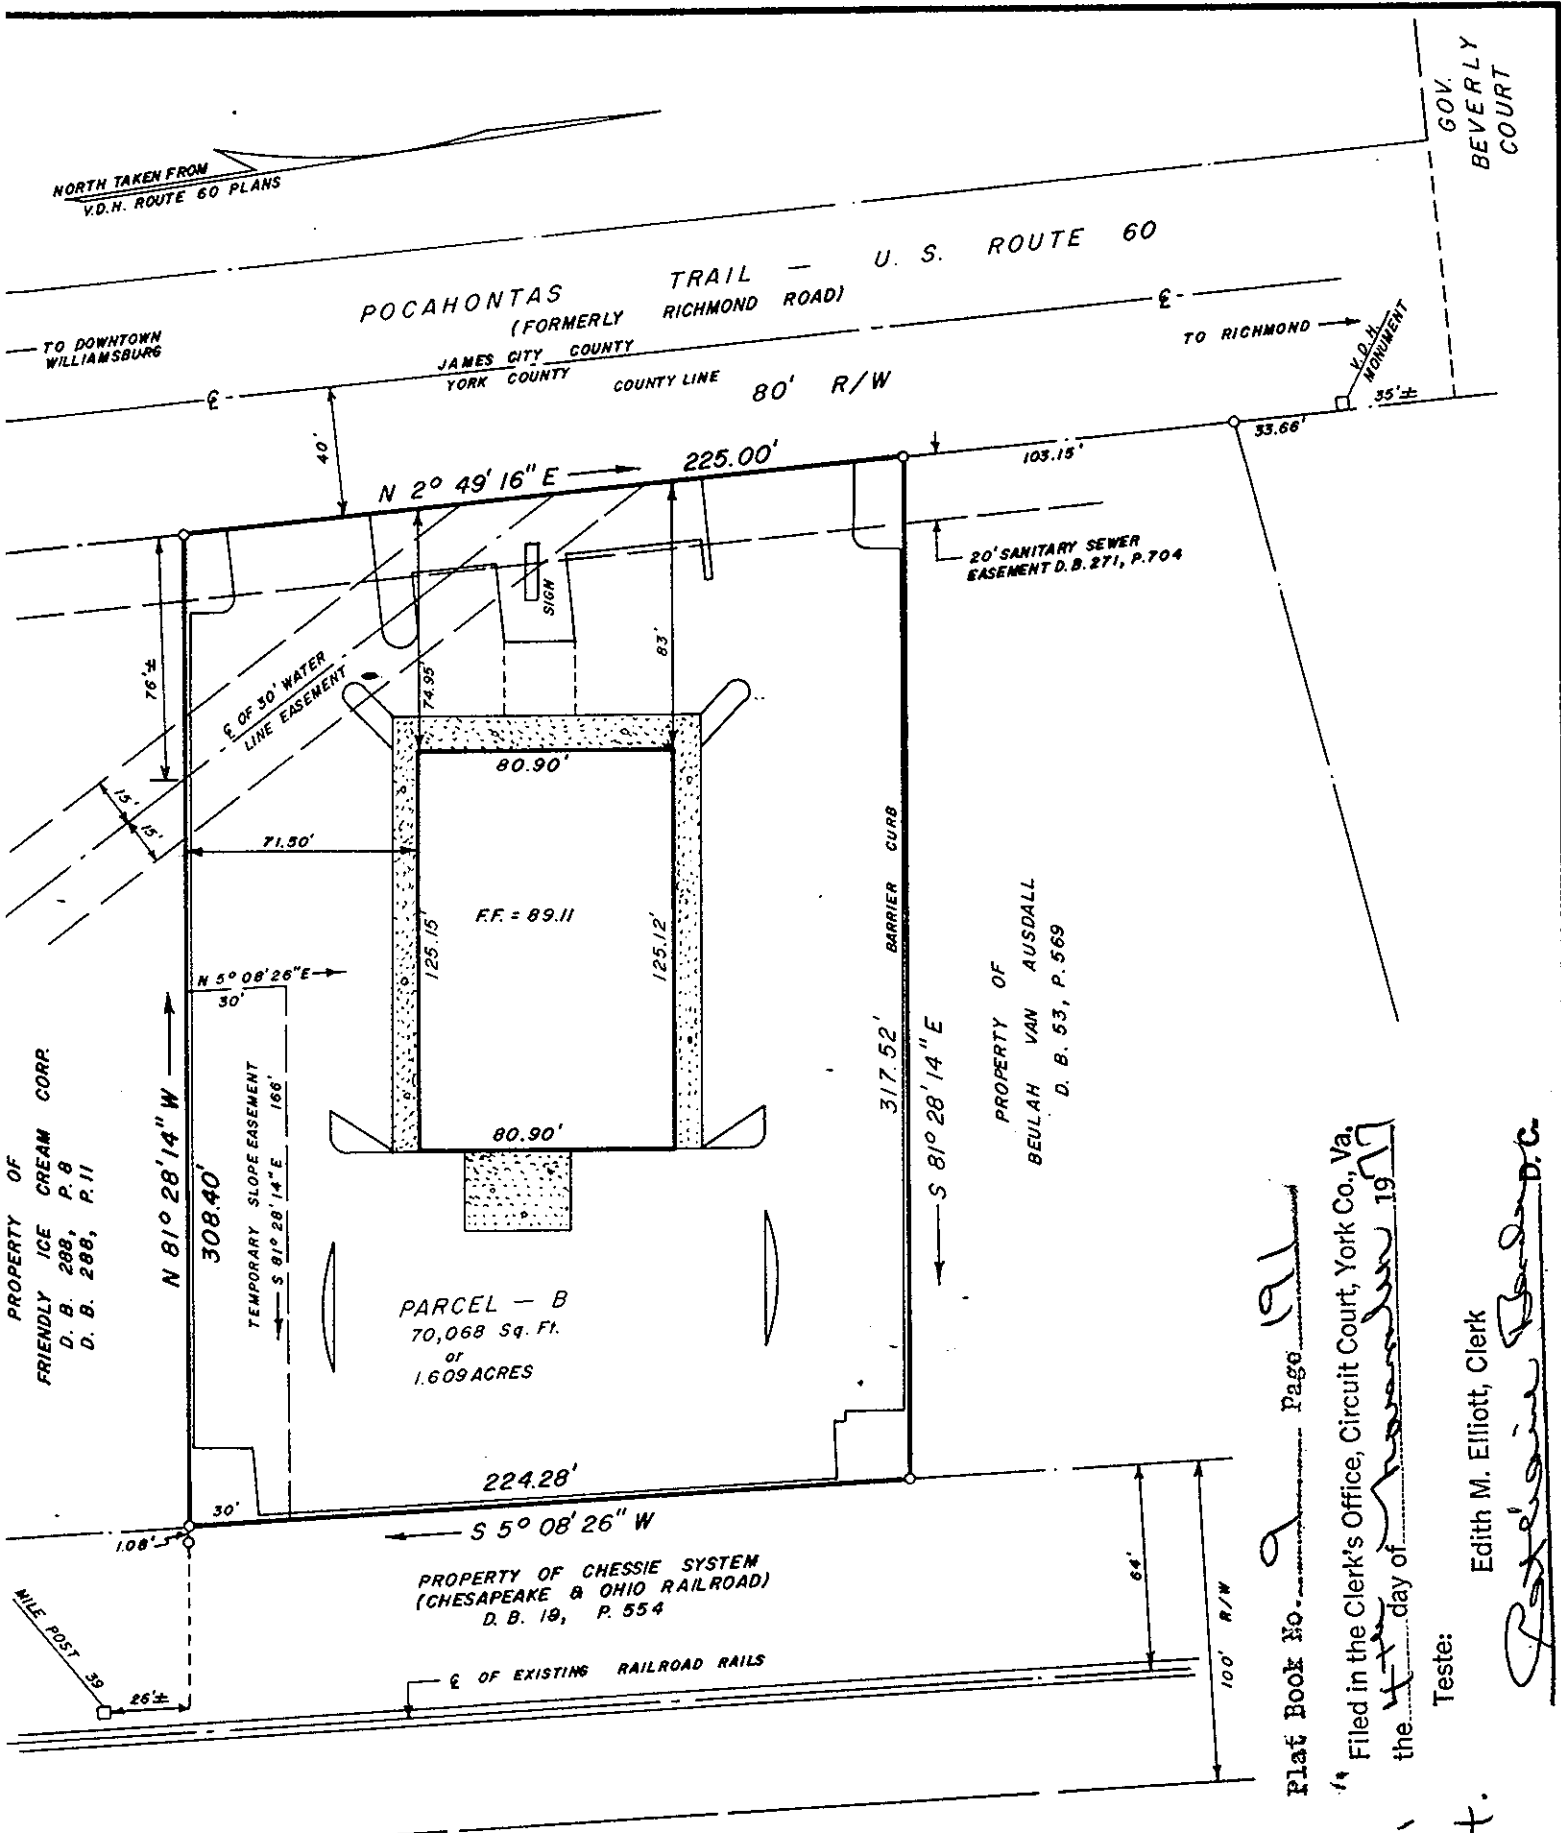 GOV.
BEVERLY
COURT
NORTH TAKEN FROM
V.D.H. ROUTE 60 PLANS
POCAHONTAS TRAIL — U. S. ROUTE 60
(FORMERLY RICHMOND ROAD)
TO DOWNTOWN
WILLIAMSBURG
JAMES CITY COUNTY
YORK COUNTY
COUNTY LINE
80' R/W
TO RICHMOND
V.D.H.
MONUMENT
℄
℄
40'
35'±
33.66'
103.15'
N 2° 49' 16" E
225.00'
20' SANITARY SEWER
EASEMENT D.B. 271, P. 704
SIGN
76'±
74.95'
83'
℄ OF 30' WATER
LINE EASEMENT
15'
15'
80.90'
71.50'
F.F. = 89.11
125.15'
125.12'
BARRIER CURB
N 5° 08' 26" E
30'
317.52'
S 81° 28' 14" E
PROPERTY OF
BEULAH VAN AUSDALL
D. B. 53, P. 569
PROPERTY OF
FRIENDLY ICE CREAM CORP.
D. B. 288, P. 8
D. B. 288, P. 11
N 81° 28' 14" W
308.40'
TEMPORARY SLOPE EASEMENT
S 81° 28' 14" E 166'
80.90'
PARCEL — B
70,068 Sq. Ft.
or
1.609 ACRES
224.28'
30'
S 5° 08' 26" W
1.08'
PROPERTY OF CHESSIE SYSTEM
(CHESAPEAKE & OHIO RAILROAD)
D. B. 19, P. 554
MILE POST 39
26'±
℄ OF EXISTING RAILROAD RAILS
64'
100' R/W
Plat Book No. 9 Page 191
Filed in the Clerk's Office, Circuit Court, York Co., Va.
the 4th day of 1977
Teste:
Edith M. Elliott, Clerk
D.C.
t.